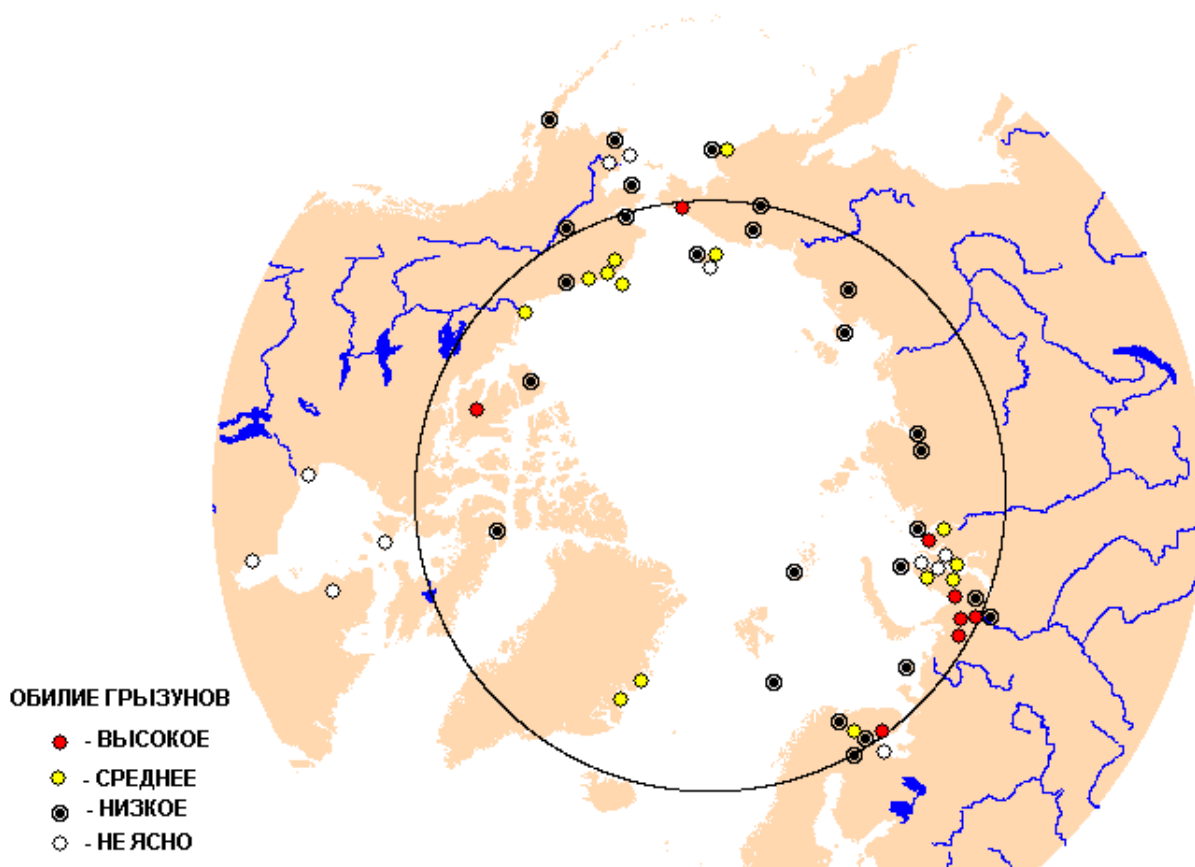 ОБИЛИЕ ГРЫЗУНОВ
- ВЫСОКОЕ
- СРЕДНЕЕ
- НИЗКОЕ
- НЕ ЯСНО